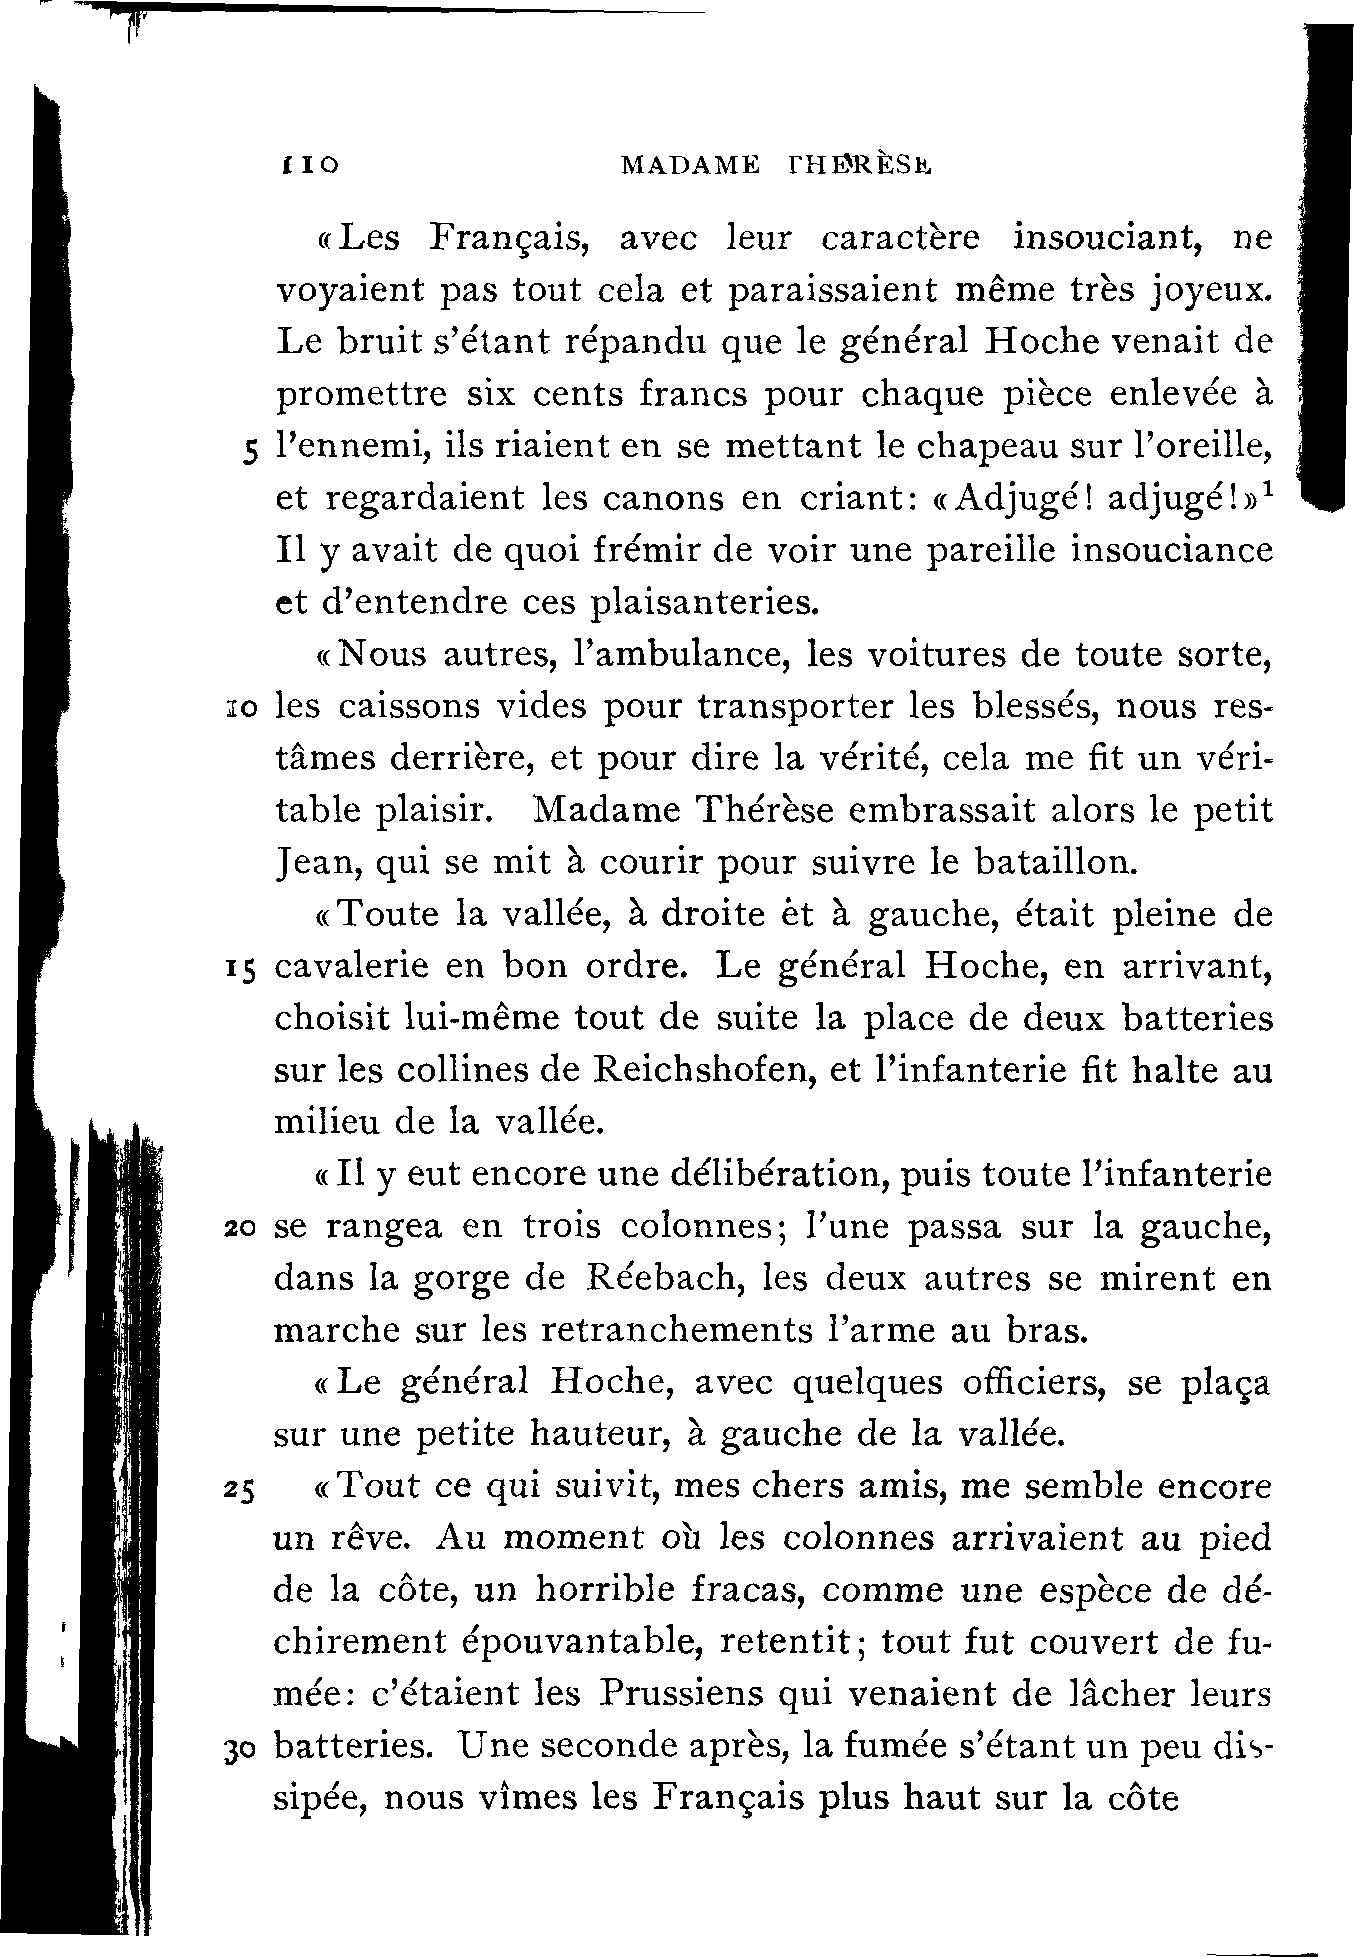 110 MADAME THÉRÈSE
«Les Français, avec leur caractère insouciant, ne
voyaient pas tout cela et paraissaient même très joyeux.
Le bruit s'étant répandu que le général Hoche venait de
promettre six cents francs pour chaque pièce enlevée à
5 l'ennemi, ils riaient en se mettant le chapeau sur l'oreille,
et regardaient les canons en criant: «Adjugé! adjugé!»¹
Il y avait de quoi frémir de voir une pareille insouciance
et d'entendre ces plaisanteries.
«Nous autres, l'ambulance, les voitures de toute sorte,
10 les caissons vides pour transporter les blessés, nous res-
tâmes derrière, et pour dire la vérité, cela me fit un véri-
table plaisir. Madame Thérèse embrassait alors le petit
Jean, qui se mit à courir pour suivre le bataillon.
«Toute la vallée, à droite et à gauche, était pleine de
15 cavalerie en bon ordre. Le général Hoche, en arrivant,
choisit lui-même tout de suite la place de deux batteries
sur les collines de Reichshofen, et l'infanterie fit halte au
milieu de la vallée.
«Il y eut encore une délibération, puis toute l'infanterie
20 se rangea en trois colonnes; l'une passa sur la gauche,
dans la gorge de Réebach, les deux autres se mirent en
marche sur les retranchements l'arme au bras.
«Le général Hoche, avec quelques officiers, se plaça
sur une petite hauteur, à gauche de la vallée.
25 «Tout ce qui suivit, mes chers amis, me semble encore
un rêve. Au moment où les colonnes arrivaient au pied
de la côte, un horrible fracas, comme une espèce de dé-
chirement épouvantable, retentit; tout fut couvert de fu-
mée: c'étaient les Prussiens qui venaient de lâcher leurs
30 batteries. Une seconde après, la fumée s'étant un peu dis-
sipée, nous vîmes les Français plus haut sur la côte